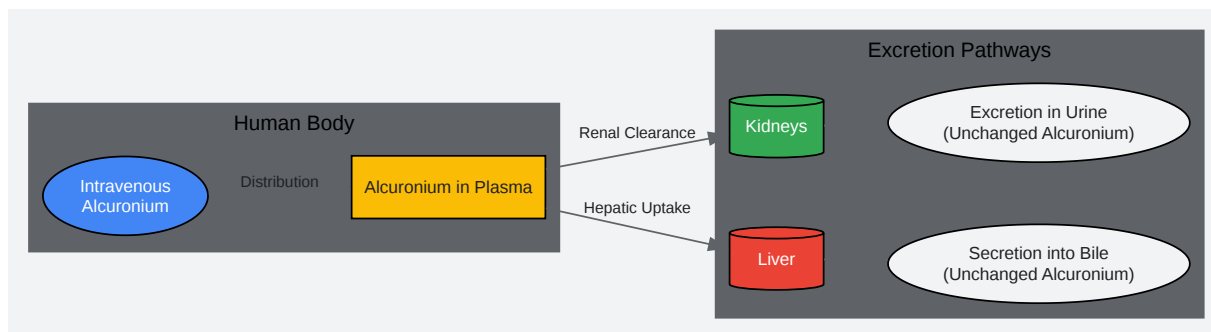 Human Body
Intravenous
Alcuronium
Distribution
Alcuronium in Plasma
Renal Clearance
Hepatic Uptake
Excretion Pathways
Kidneys
Excretion in Urine
(Unchanged Alcuronium)
Liver
Secretion into Bile
(Unchanged Alcuronium)